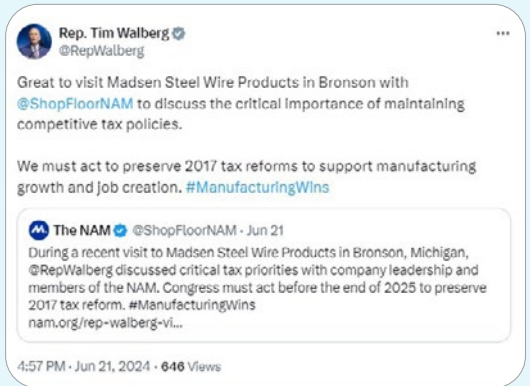 Rep. Tim Walberg
@RepWalberg
Great to visit Madsen Steel Wire Products in Bronson with
@ShopFloorNAM to discuss the critical importance of maintaining
competitive tax policies.
We must act to preserve 2017 tax reforms to support manufacturing
growth and job creation. #ManufacturingWins
The NAM @ShopFloorNAM · Jun 21
During a recent visit to Madsen Steel Wire Products in Bronson, Michigan,
@RepWalberg discussed critical tax priorities with company leadership and
members of the NAM. Congress must act before the end of 2025 to preserve
2017 tax reform. #ManufacturingWins
nam.org/rep-walberg-vi...
4:57 PM · Jun 21, 2024 · 646 Views